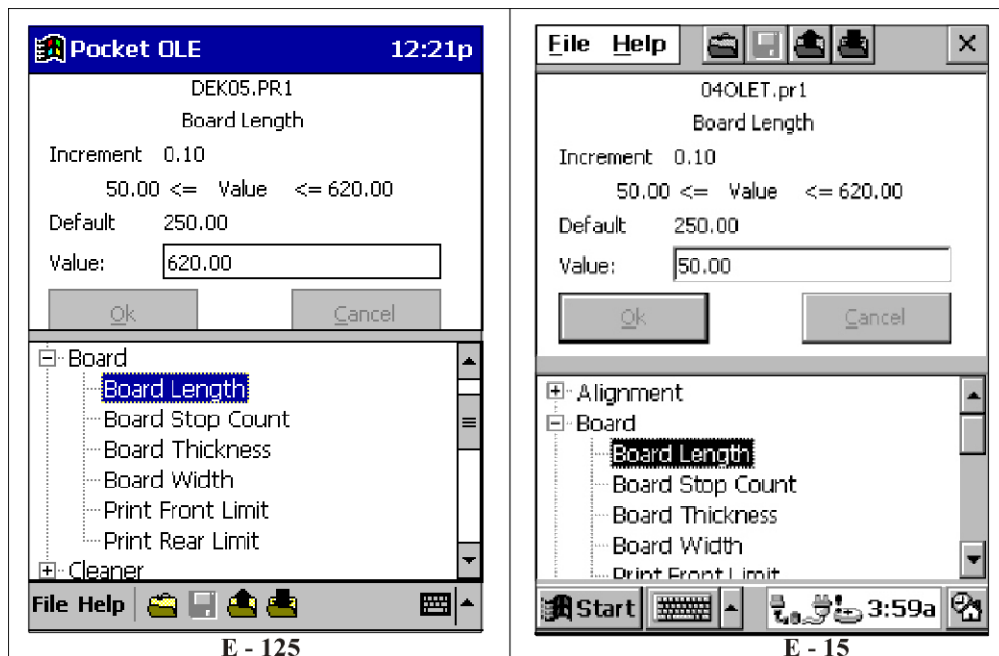 Pocket OLE 12:21p
DEK05.PR1
Board Length
Increment 0.10
50.00 <= Value <= 620.00
Default 250.00
Value: 620.00
Ok Cancel
Board
Board Length
Board Stop Count
Board Thickness
Board Width
Print Front Limit
Print Rear Limit
Cleaner
File Help
E - 125
File Help
04OLET.pr1
Board Length
Increment 0.10
50.00 <= Value <= 620.00
Default 250.00
Value: 50.00
Ok Cancel
Alignment
Board
Board Length
Board Stop Count
Board Thickness
Board Width
Print Front Limit
Start 3:59a
E - 15